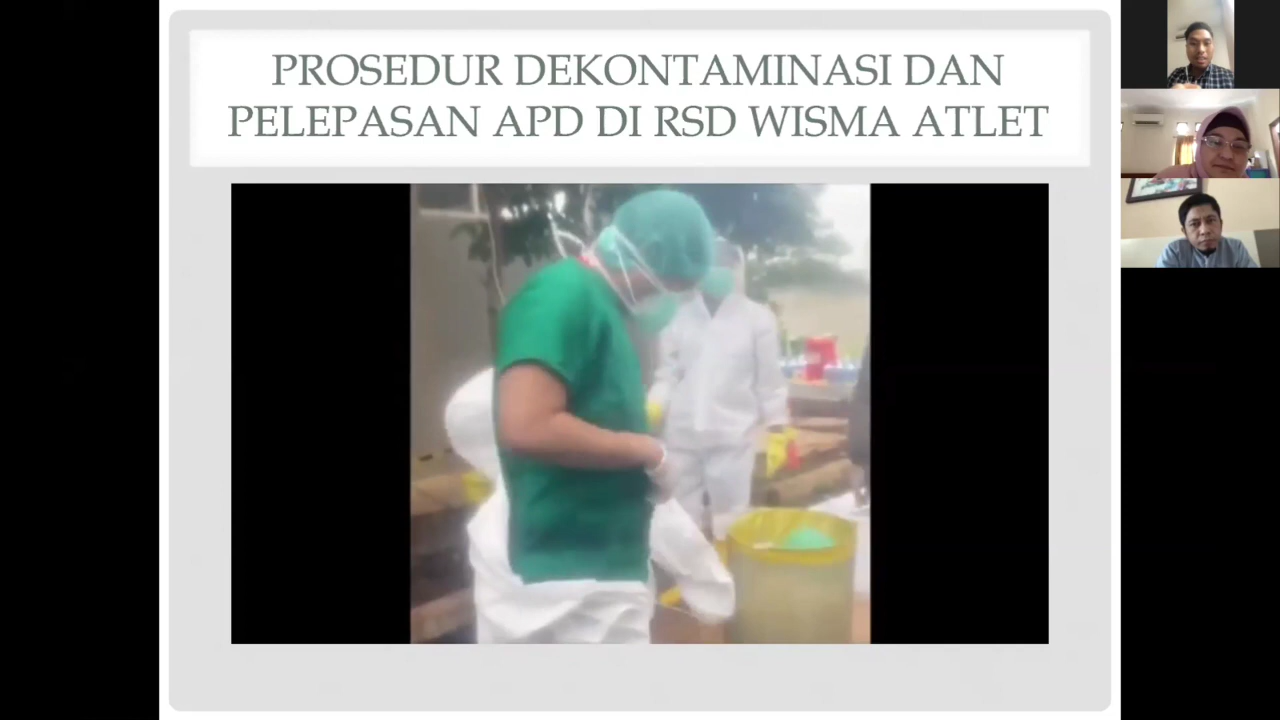 PROSEDUR DEKONTAMINASI DAN
PELEPASAN APD DI RSD WISMA ATLET